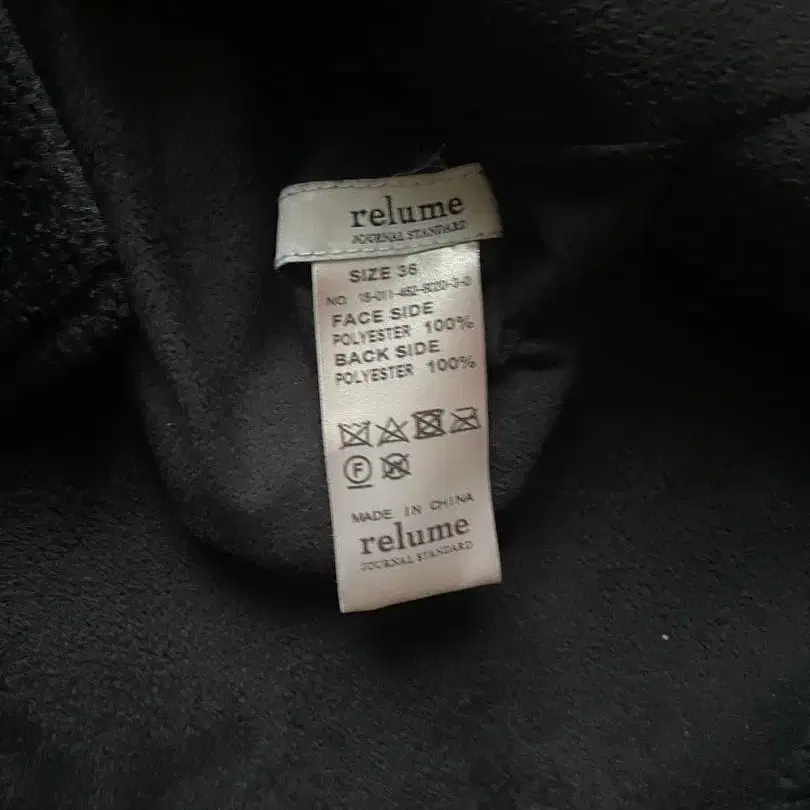 relume
JOURNAL STANDARD
SIZE 36
NO. 18-011-452-8020-3-0
FACE SIDE
POLYESTER 100%
BACK SIDE
POLYESTER 100%
F
W
MADE IN CHINA
relume
JOURNAL STANDARD